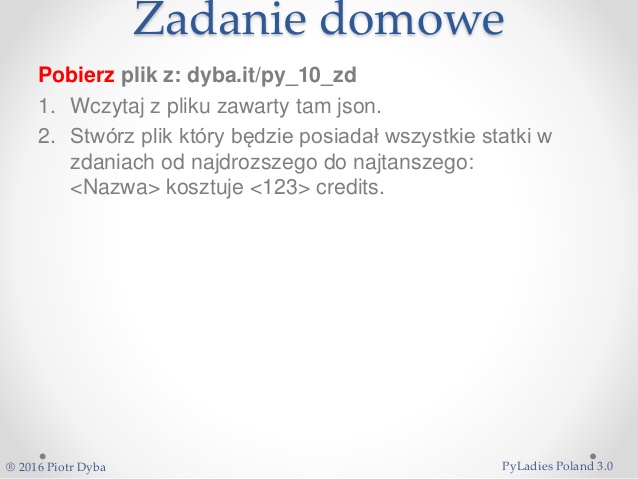 Zadanie domowe
Pobierz plik z: dyba.it/py_10_zd
1. Wczytaj z pliku zawarty tam json.
2. Stwórz plik który będzie posiadał wszystkie statki w
zdaniach od najdrozszego do najtanszego:
<Nazwa> kosztuje <123> credits.
® 2016 Piotr Dyba
PyLadies Poland 3.0